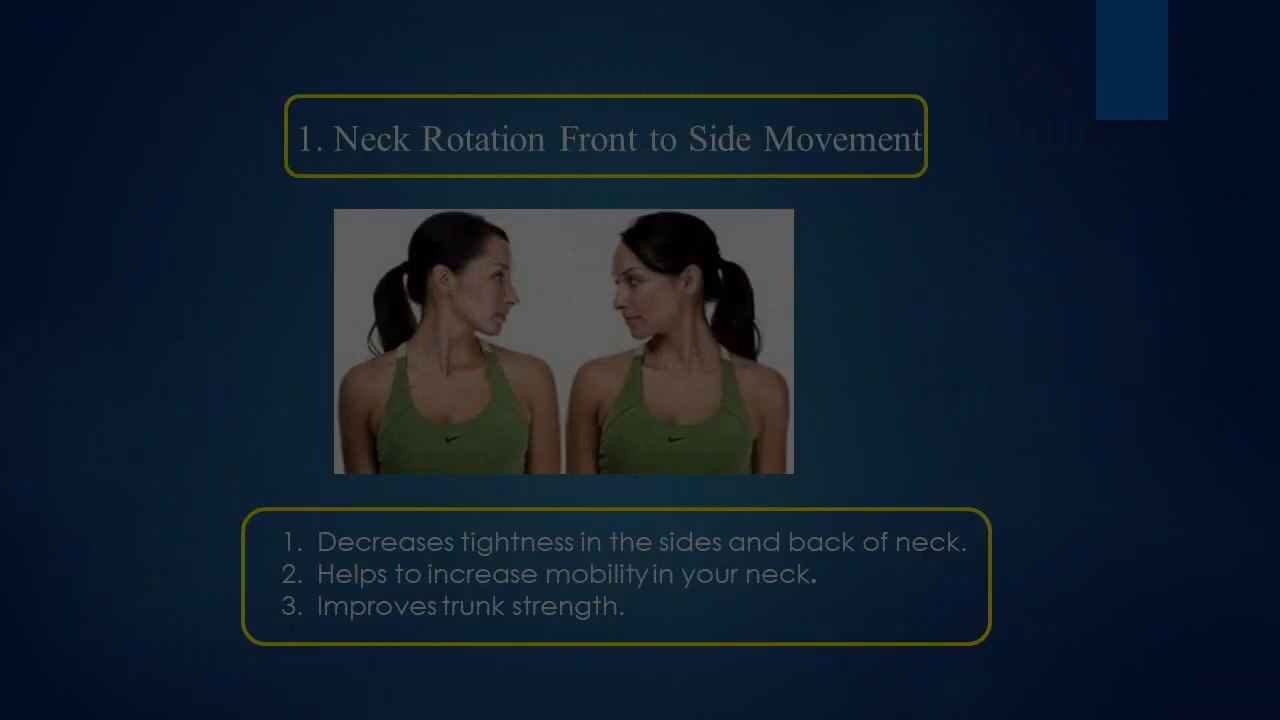 1. Neck Rotation Front to Side Movement
1. Decreases tightness in the sides and back of neck.
2. Helps to increase mobility in your neck.
3. Improves trunk strength.